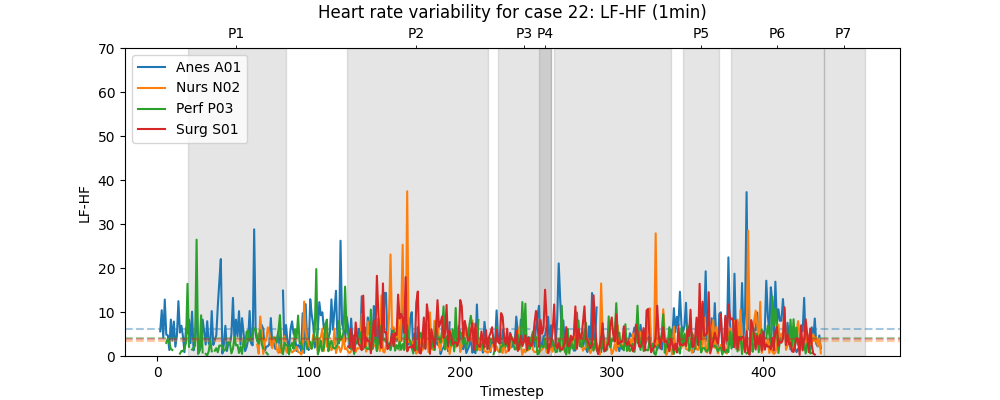 Heart rate variability for case 22: LF-HF (1min)
P1 P2 P3 P4 P5 P6 P7
70
60
50
40
30
20
10
0
LF-HF
Anes A01
Nurs N02
Perf P03
Surg S01
0 100 200 300 400
Timestep